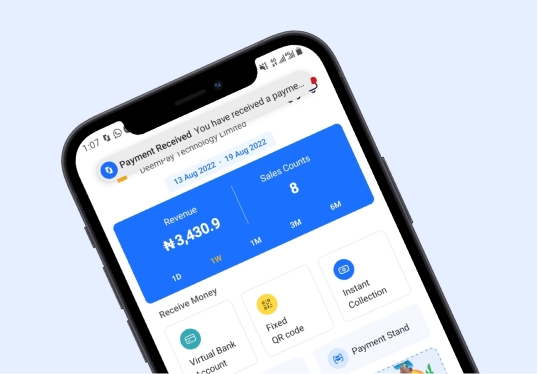 1:07
Payment Received You have received a payme...
DeemPay Technology Limited
13 Aug 2022 - 19 Aug 2022
Revenue
Sales Counts
₦3,430.9
8
1D 1W 1M 3M 6M
Receive Money
Virtual Bank
Account
Fixed
QR code
Instant
Collection
Payment Stand